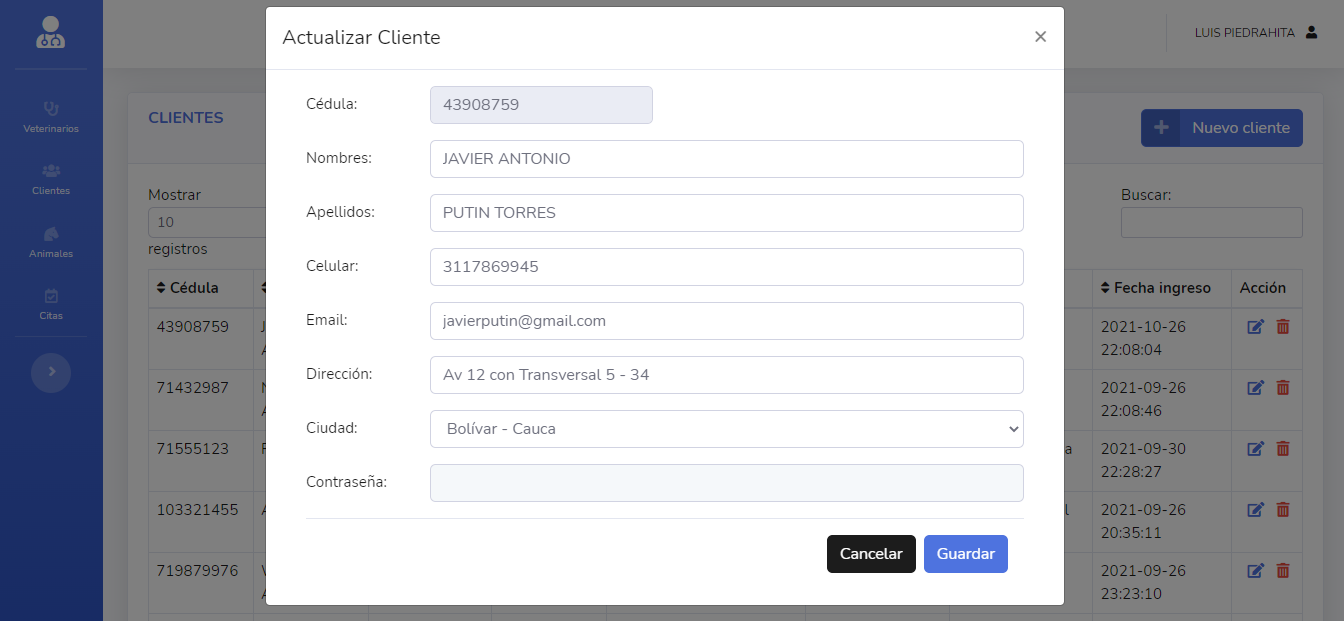 Actualizar Cliente
×
LUIS PIEDRAHITA
Veterinarios
Clientes
Animales
Citas
CLIENTES
Nuevo cliente
Mostrar
10
registros
Buscar:
Cédula:
43908759
Nombres:
JAVIER ANTONIO
Apellidos:
PUTIN TORRES
Celular:
3117869945
Email:
javierputin@gmail.com
Dirección:
Av 12 con Transversal 5 - 34
Ciudad:
Bolívar - Cauca
Contraseña:
Cancelar
Guardar
Cédula
Fecha ingreso
Acción
43908759
2021-10-26
22:08:04
71432987
2021-09-26
22:08:46
71555123
2021-09-30
22:28:27
103321455
2021-09-26
20:35:11
719879976
2021-09-26
23:23:10